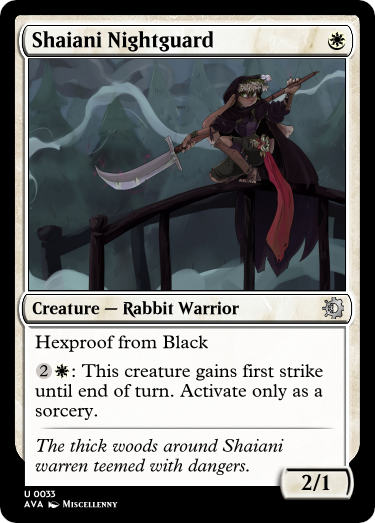 Shaiani Nightguard
Creature — Rabbit Warrior
Hexproof from Black
2: This creature gains first strike
until end of turn. Activate only as a
sorcery.
The thick woods around Shaiani
warren teemed with dangers.
2/1
U 0033
AVA Miscellenny